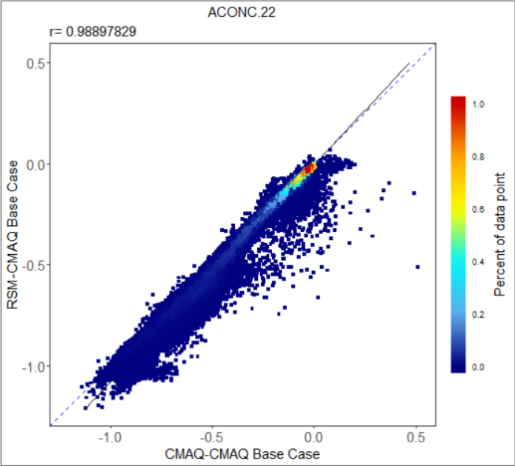 ACONC.22
r= 0.98897829
0.5
0.0
-0.5
-1.0
RSM-CMAQ Base Case
-1.0 -0.5 0.0 0.5
CMAQ-CMAQ Base Case
1.0
0.8
0.6
0.4
0.2
0.0
Percent of data point